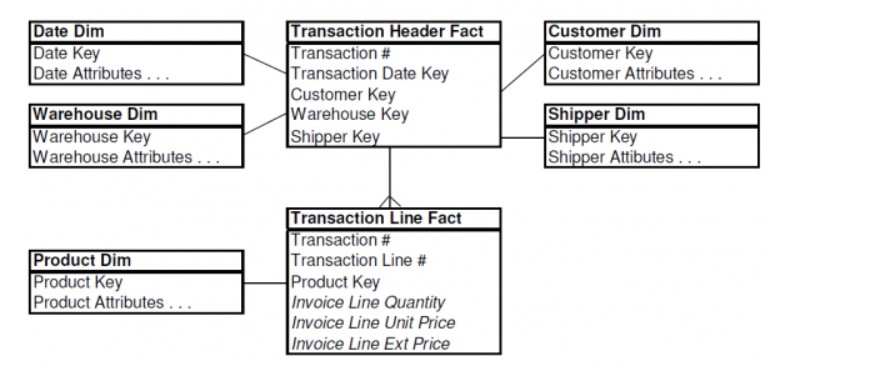 Date Dim
Date Key
Date Attributes . . .
Warehouse Dim
Warehouse Key
Warehouse Attributes . . .
Transaction Header Fact
Transaction #
Transaction Date Key
Customer Key
Warehouse Key
Shipper Key
Customer Dim
Customer Key
Customer Attributes . . .
Shipper Dim
Shipper Key
Shipper Attibutes . . .
Product Dim
Product Key
Product Attributes . . .
Transaction Line Fact
Transaction #
Transaction Line #
Product Key
Invoice Line Quantity
Invoice Line Unit Price
Invoice Line Ext Price